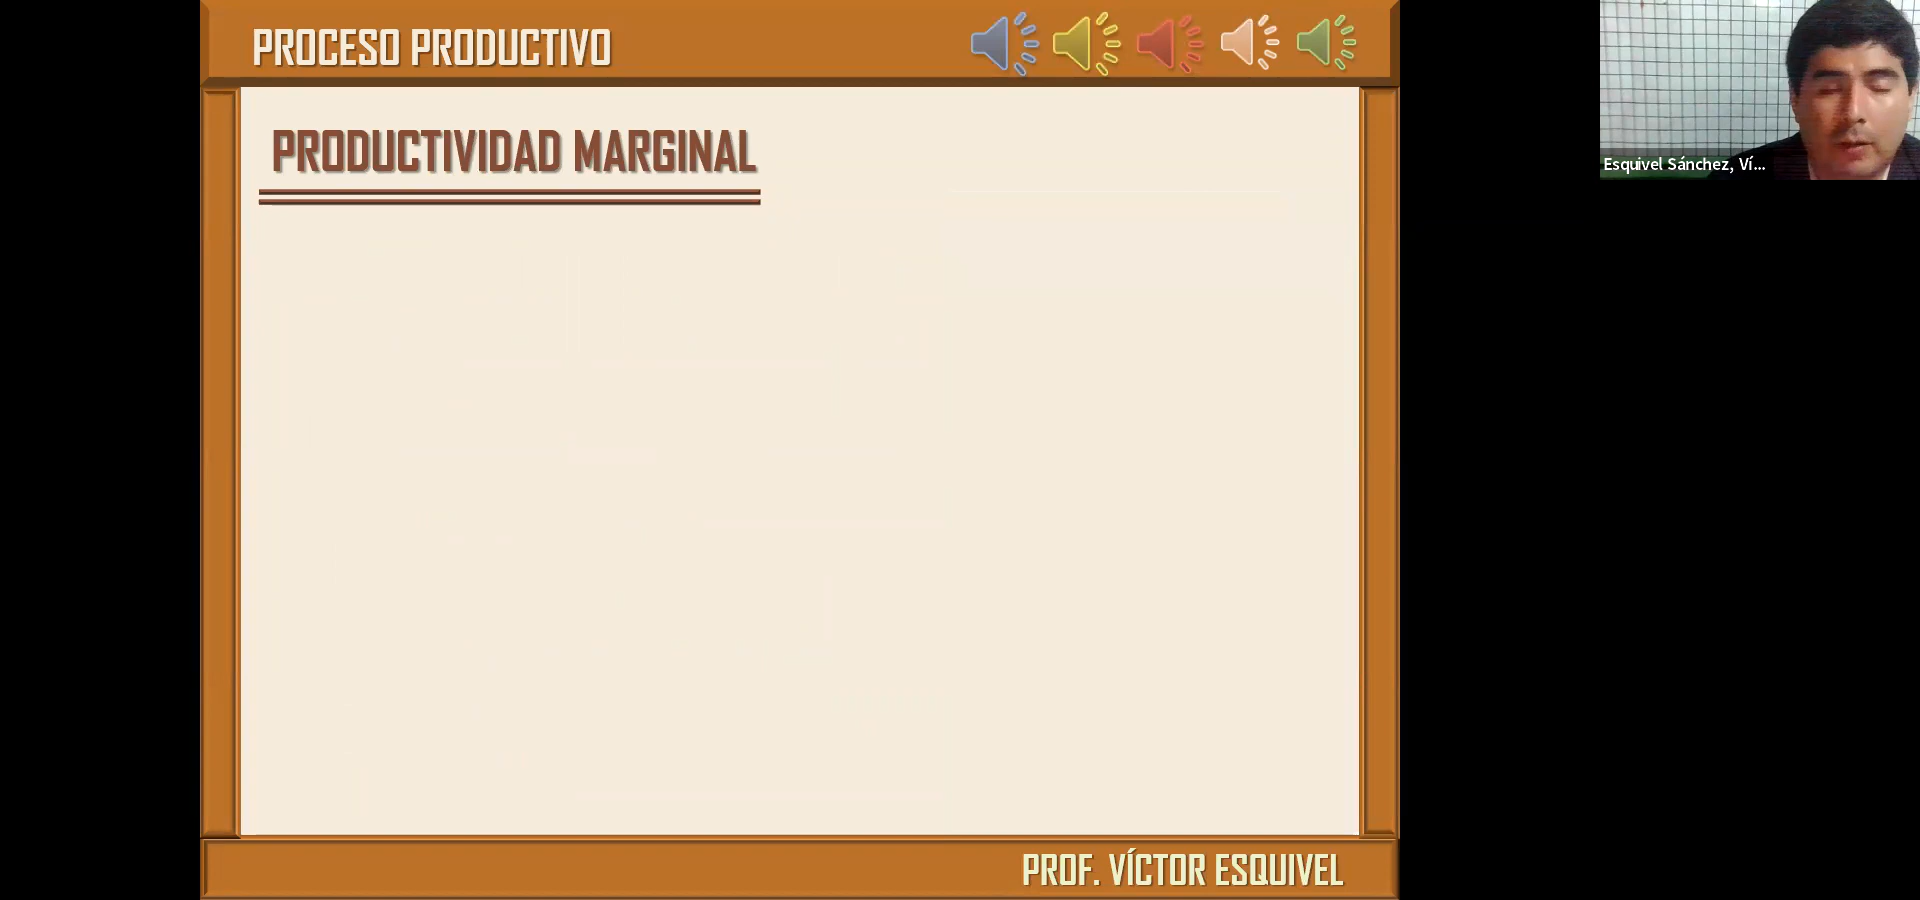 PROCESO PRODUCTIVO
PRODUCTIVIDAD MARGINAL
PROF. VÍCTOR ESQUIVEL
Esquivel Sánchez, Ví...